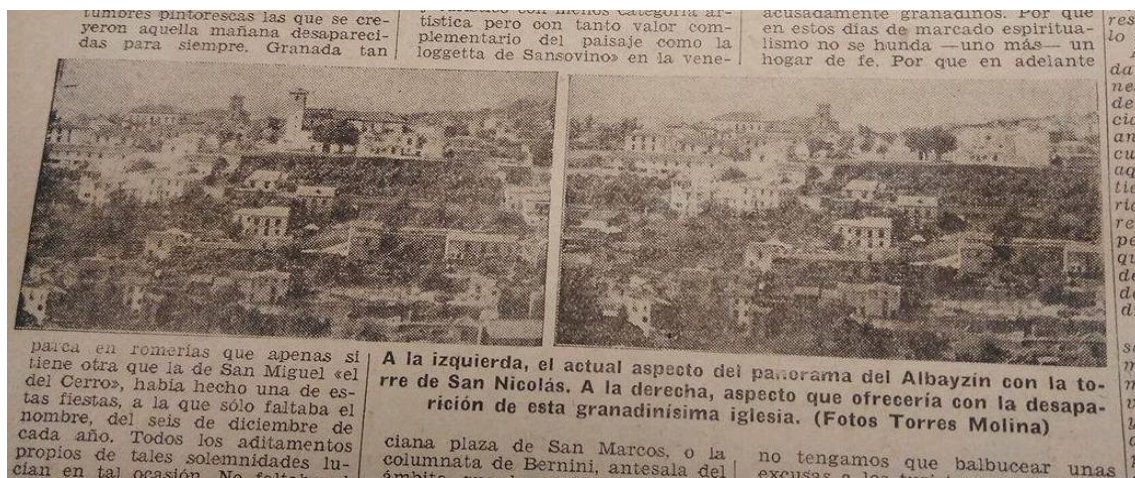 tumbres pintorescas las que se cre-
yeron aquella mañana desapareci-
das para siempre. Granada tan
tística pero con tanto valor com-
plementario del paisaje como la
loggetta de Sansovino» en la vene-
acusadamente granadinos. Por que
en estos días de marcado espiritua-
lismo no se hunda —uno más— un
hogar de fe. Por que en adelante
parca en romerías que apenas si
tiene otra que la de San Miguel «el
del Cerro», había hecho una de es-
tas fiestas, a la que sólo faltaba el
nombre, del seis de diciembre de
cada año. Todos los aditamentos
propios de tales solemnidades lu-
cían en tal ocasión. No faltaba
A la izquierda, el actual aspecto del panorama del Albayzín con la to-
rre de San Nicolás. A la derecha, aspecto que ofrecería con la desapa-
rición de esta granadinísima iglesia. (Fotos Torres Molina)
ciana plaza de San Marcos, o la
columnata de Bernini, antesala del
no tengamos que balbucear unas